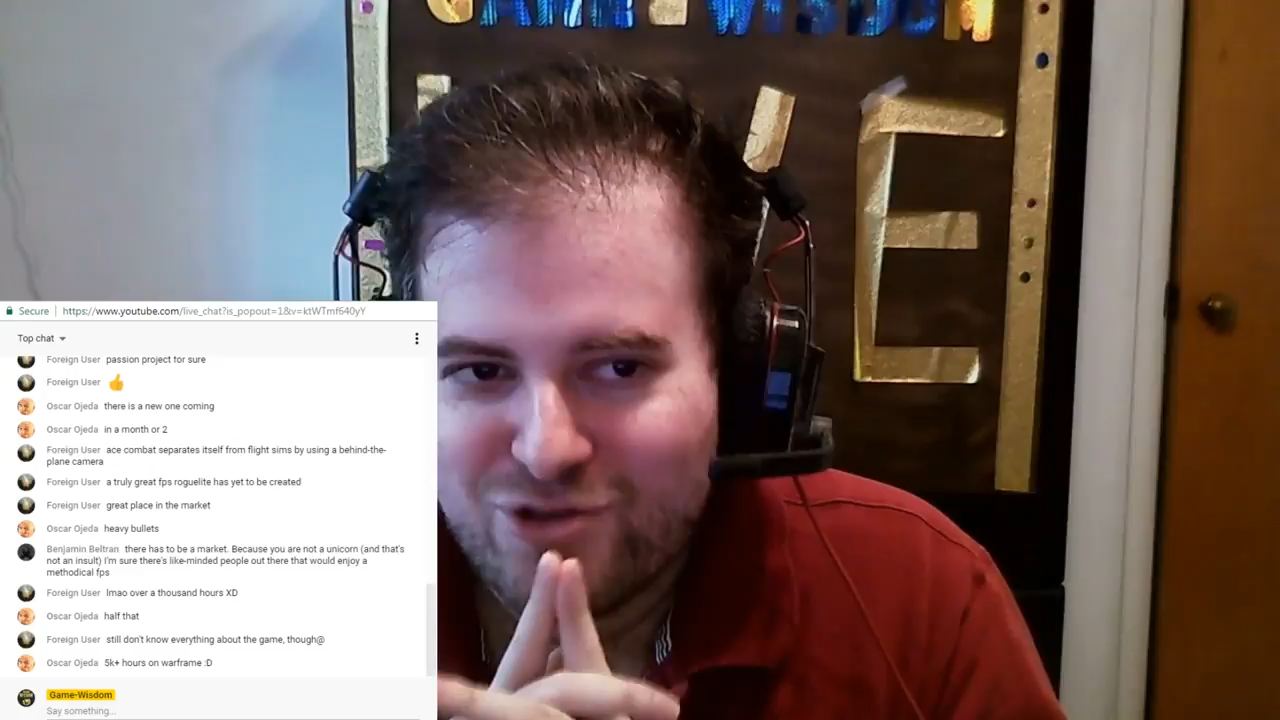 GAME WISDOM
L VE
Secure https://www.youtube.com/live_chat?is_popout=1&v=ktWTmf640yY
Top chat
Foreign User passion project for sure
Foreign User 👍
Oscar Ojeda there is a new one coming
Oscar Ojeda in a month or 2
Foreign User ace combat separates itself from flight sims by using a behind-the-
plane camera
Foreign User a truly great fps roguelite has yet to be created
Foreign User great place in the market
Oscar Ojeda heavy bullets
Benjamin Beltran there has to be a market. Because you are not a unicorn (and that's
not an insult) I'm sure there's like-minded people out there that would enjoy a
methodical fps
Foreign User lmao over a thousand hours XD
Oscar Ojeda half that
Foreign User still don't know everything about the game, though@
Oscar Ojeda 5k+ hours on warframe :D
Game-Wisdom
Say something...